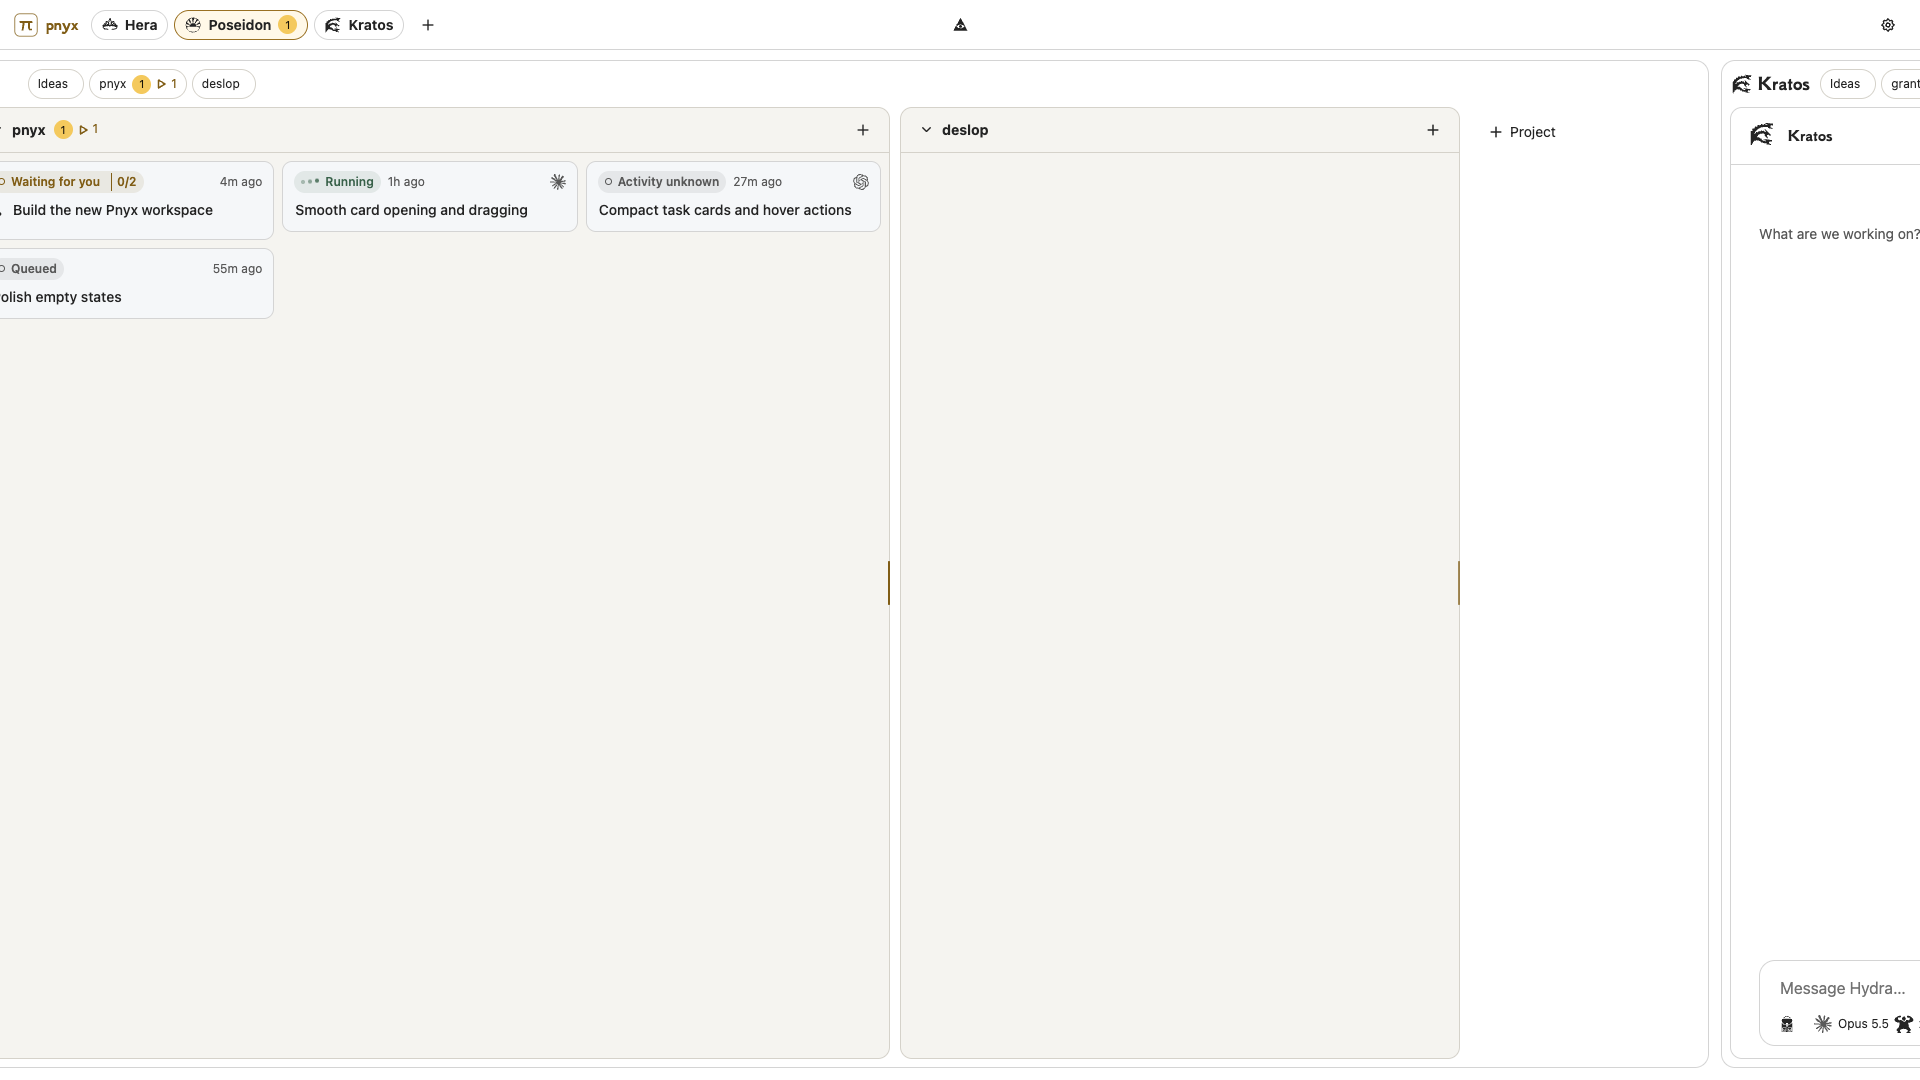 pnyx Hera Poseidon 1 Kratos
Ideas pnyx 1 1 deslop
pnyx 1 1
Waiting for you 0/2 4m ago
Build the new Pnyx workspace
Queued 55m ago
olish empty states
Running 1h ago
Smooth card opening and dragging
Activity unknown 27m ago
Compact task cards and hover actions
deslop
Project
Kratos Ideas grant
Kratos
What are we working on?
Message Hydra...
Opus 5.5